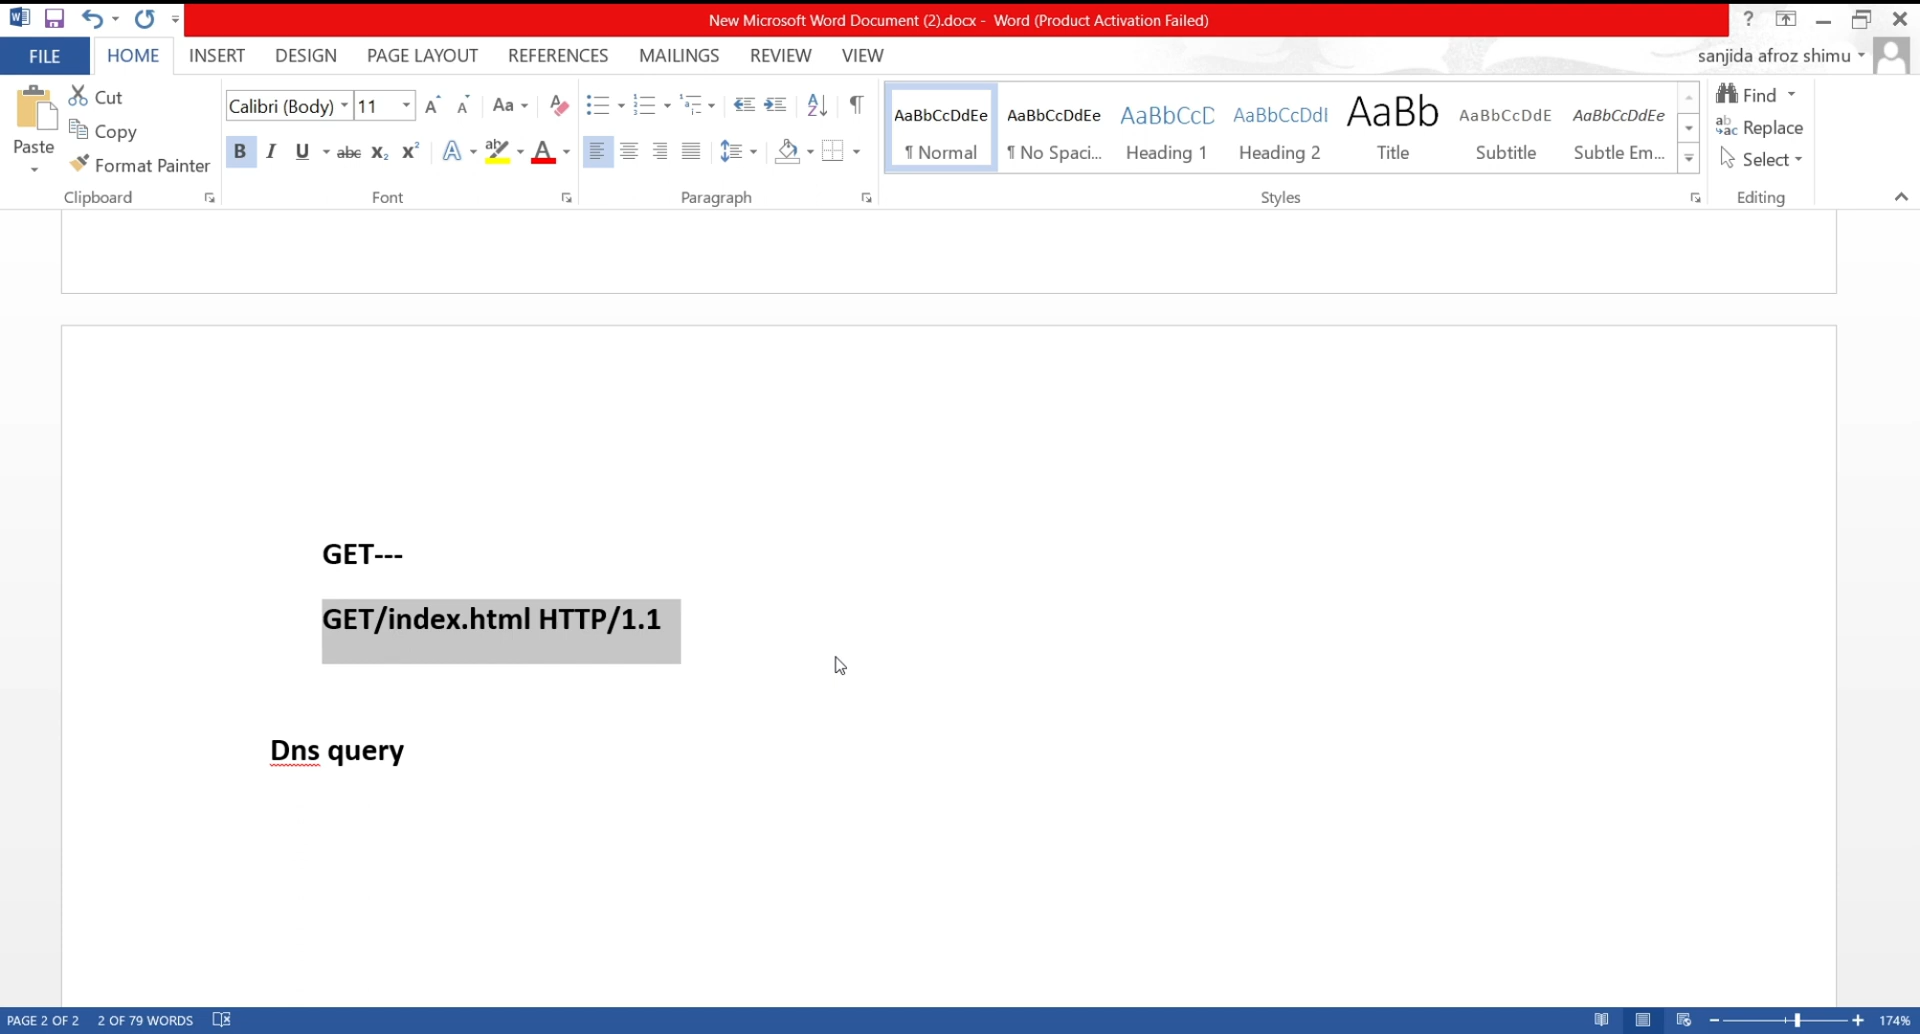 New Microsoft Word Document (2).docx - Word (Product Activation Failed)
?
FILE HOME INSERT DESIGN PAGE LAYOUT REFERENCES MAILINGS REVIEW VIEW
sanjida afroz shimu
Paste
Cut
Copy
Format Painter
Clipboard
Calibri (Body) 11
Aa
B I U abc X₂ X²
Font
Paragraph
AaBbCcDdEe AaBbCcDdEe AaBbCcD AaBbCcDdI AaBb AaBbCcDdE AaBbCcDdEe
¶ Normal ¶ No Spaci... Heading 1 Heading 2 Title Subtitle Subtle Em...
Styles
Find
Replace
Select
Editing
GET---
GET/index.html HTTP/1.1
Dns query
PAGE 2 OF 2 2 OF 79 WORDS
174%